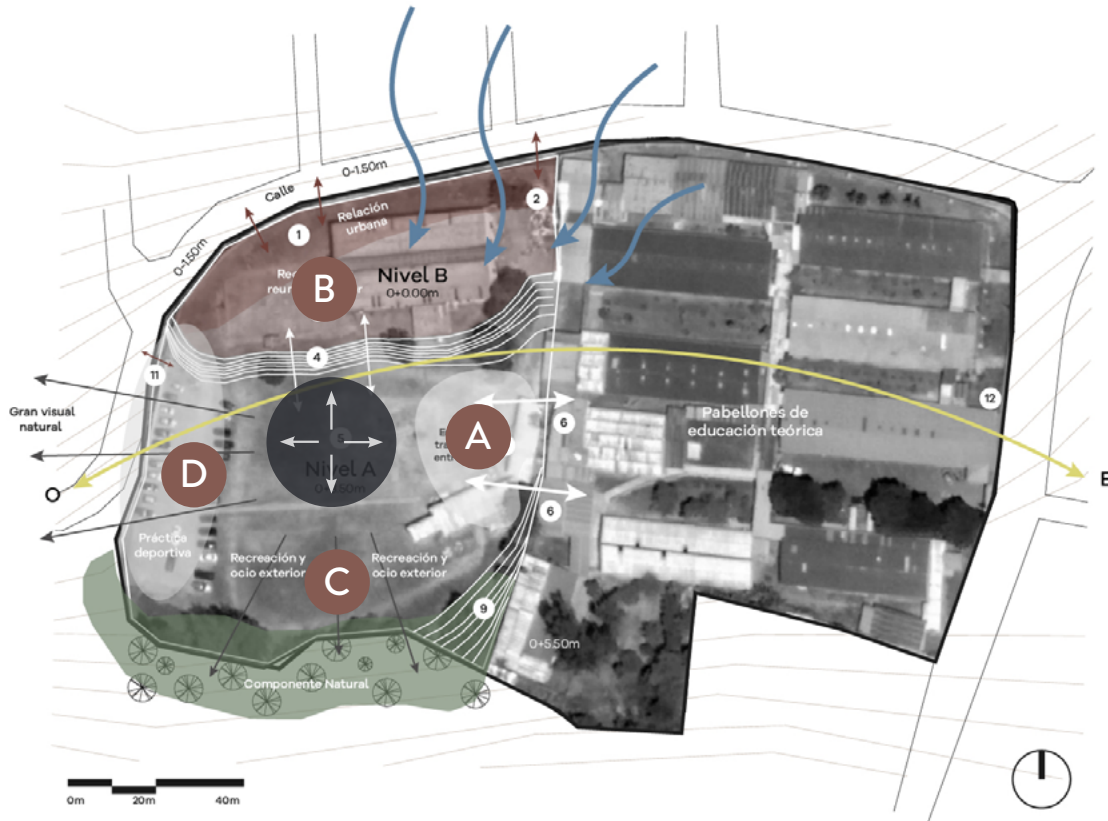 0-1.50m
Calle
0-1.50m
1
2
Relación
urbana
B
Nivel B
0+0.00m
4
11
Gran visual
natural
5
A
6
12
Pabellones de
educación teórica
Nivel A
D
O
E
6
Práctica
deportiva
Recreación y
ocio exterior
Recreación y
ocio exterior
C
9
0+5.50m
Componente Natural
0m
20m
40m